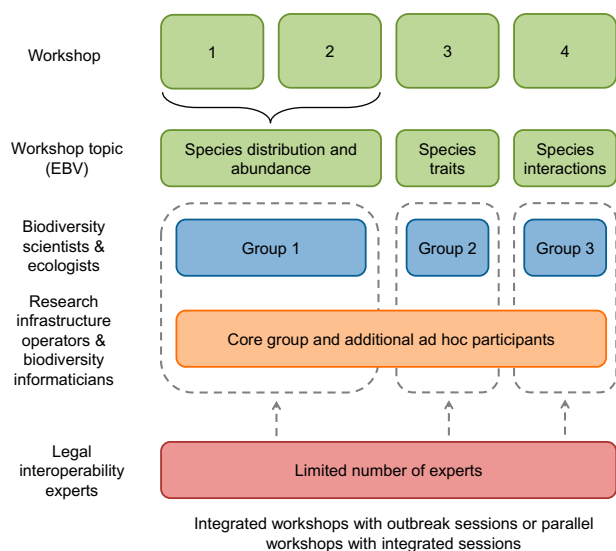 Workshop
1
2
3
4
Workshop topic
(EBV)
Species distribution and
abundance
Species
traits
Species
interactions
Biodiversity
scientists &
ecologists
Group 1
Group 2
Group 3
Research
infrastructure
operators &
biodiversity
informaticians
Core group and additional ad hoc participants
Legal
interoperability
experts
Limited number of experts
Integrated workshops with outbreak sessions or parallel
workshops with integrated sessions